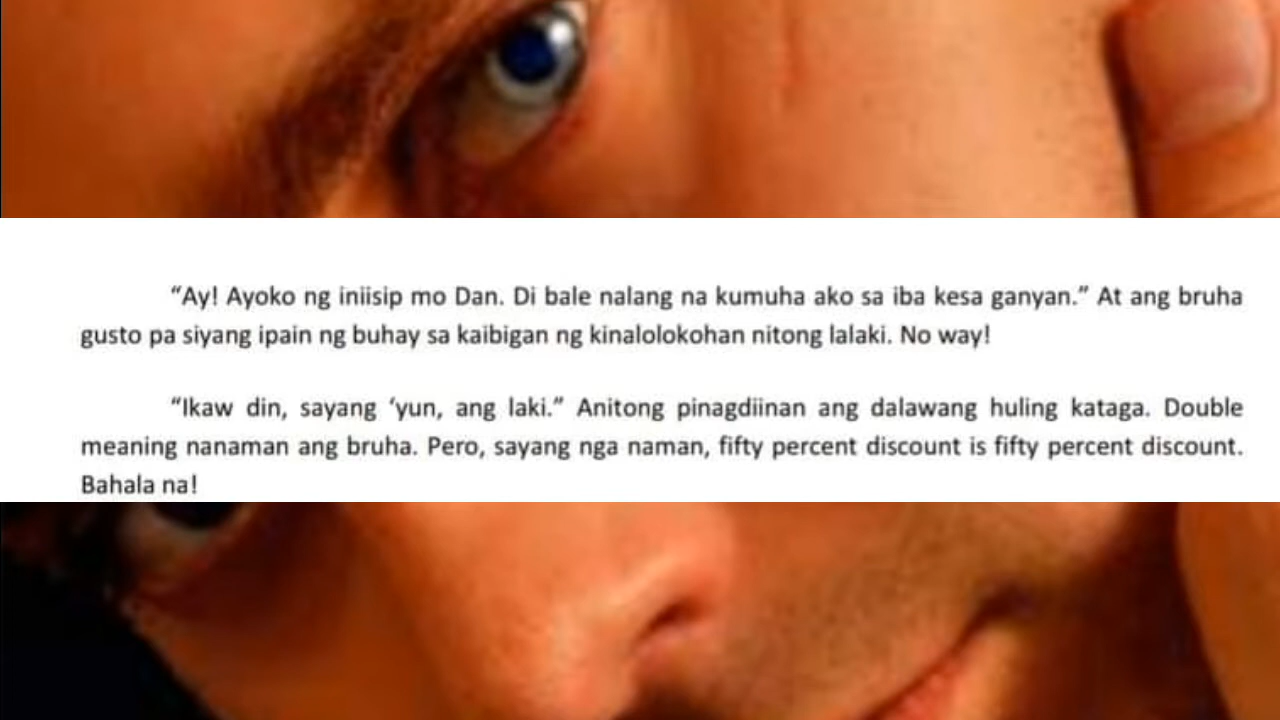 “Ay! Ayoko ng iniisip mo Dan. Di bale nalang na kumuha ako sa iba kesa ganyan.” At ang bruha
gusto pa siyang ipain ng buhay sa kaibigan ng kinalolokohan nitong lalaki. No way!
“Ikaw din, sayang ‘yun, ang laki.” Anitong pinagdiinan ang dalawang huling kataga. Double
meaning nanaman ang bruha. Pero, sayang nga naman, fifty percent discount is fifty percent discount.
Bahala na!